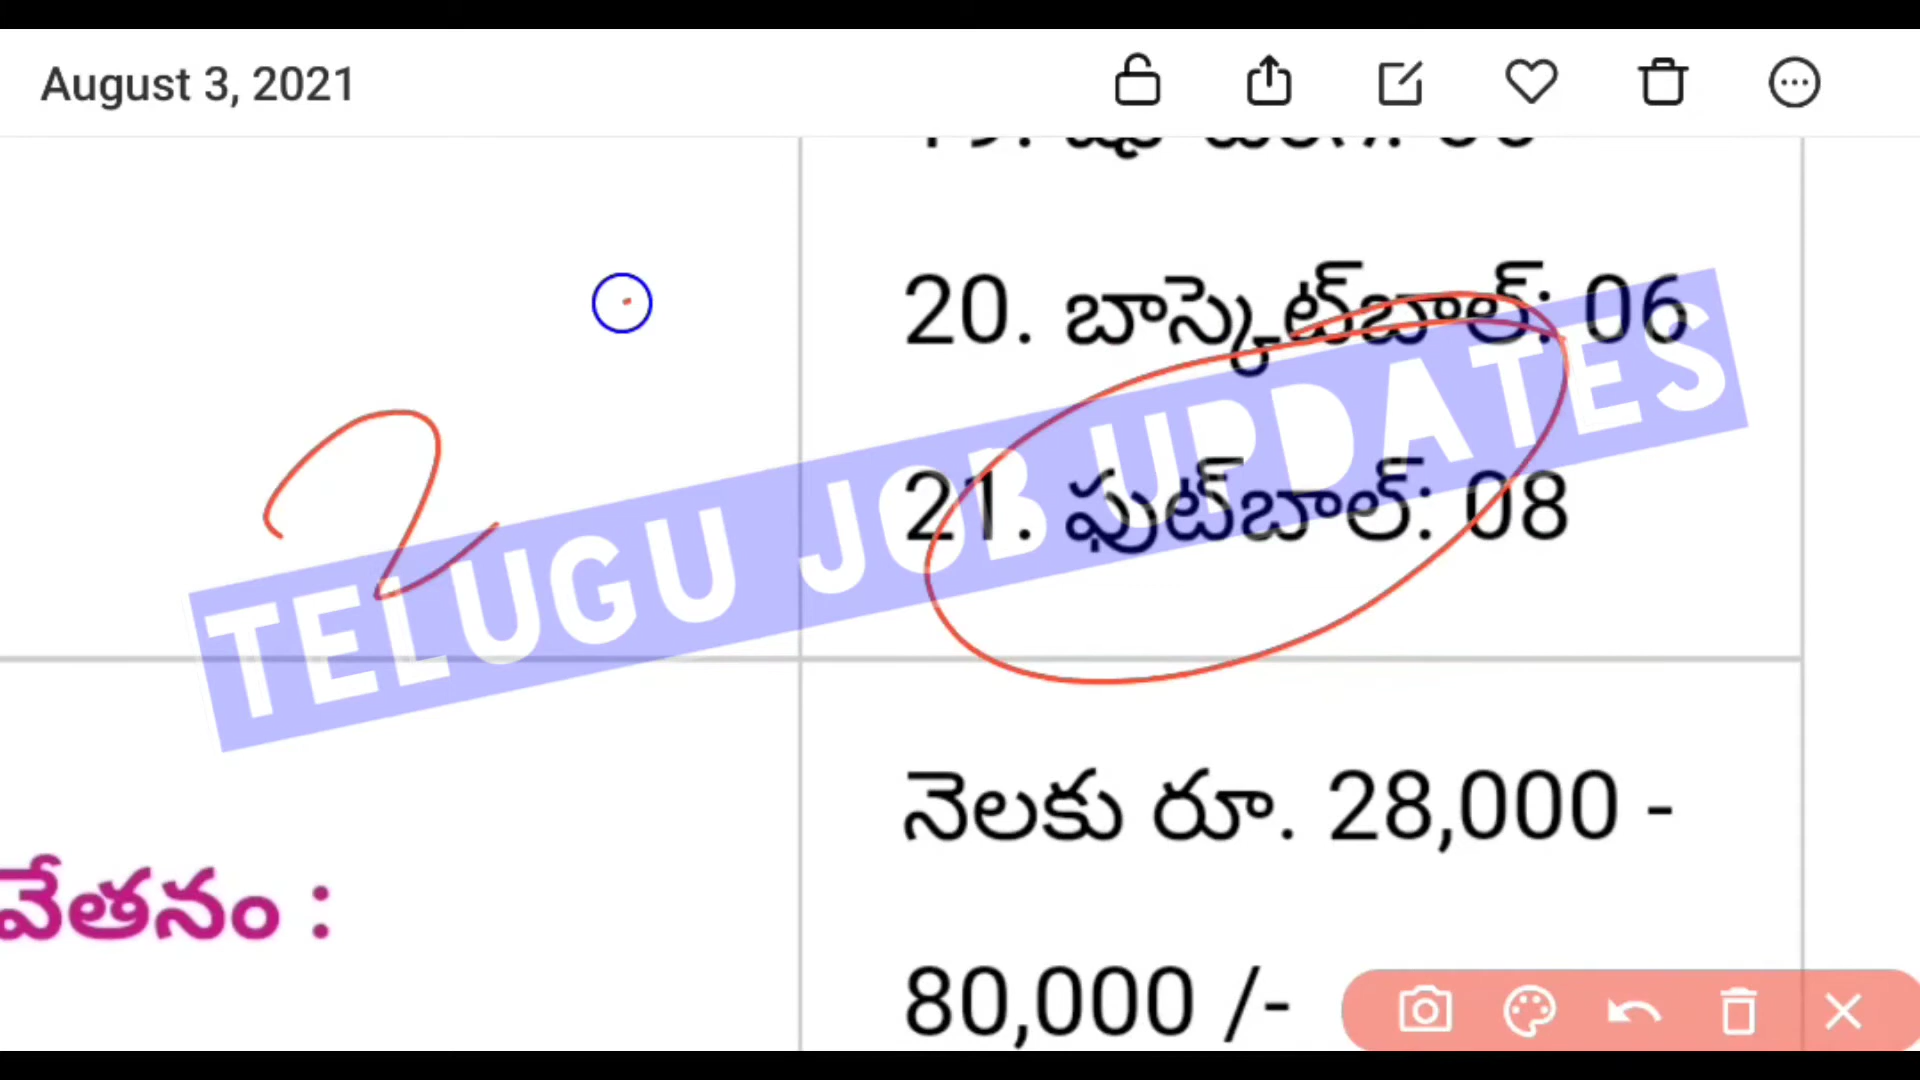 August 3, 2021
20. బాస్కెట్‌బాల్: 06
21. ఫుట్‌బాల్: 08
TELUGU JOB UPDATES
నెలకు రూ. 28,000 -
వేతనం :
80,000 /-